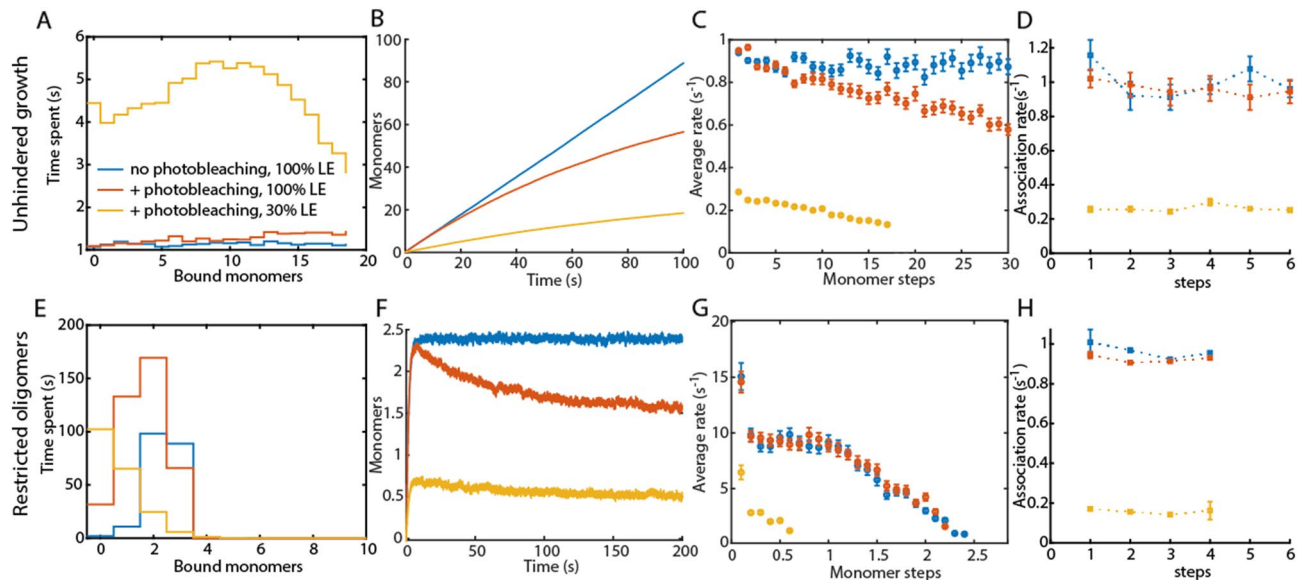 A
B
C
D
Unhindered growth
Time spent (s)
6
5
4
3
2
1
no photobleaching, 100% LE
+ photobleaching, 100% LE
+ photobleaching, 30% LE
0 5 10 15 20
Bound monomers
Monomers
100
80
60
40
20
0
0 20 40 60 80 100
Time (s)
Average rate (s⁻¹)
1
0.8
0.6
0.4
0.2
0
0 5 10 15 20 25 30
Monomer steps
Association rate(s⁻¹)
1.2
1
0.8
0.6
0.4
0.2
0
0 1 2 3 4 5 6
steps
E
F
G
H
Restricted oligomers
Time spent (s)
200
150
100
50
0
0 2 4 6 8 10
Bound monomers
Monomers
2.5
2
1.5
1
0.5
0
0 50 100 150 200
Time (s)
Average rate (s⁻¹)
20
15
10
5
0
0 0.5 1 1.5 2 2.5
Monomer steps
Association rate (s⁻¹)
1
0.8
0.6
0.4
0.2
0
0 1 2 3 4 5 6
steps